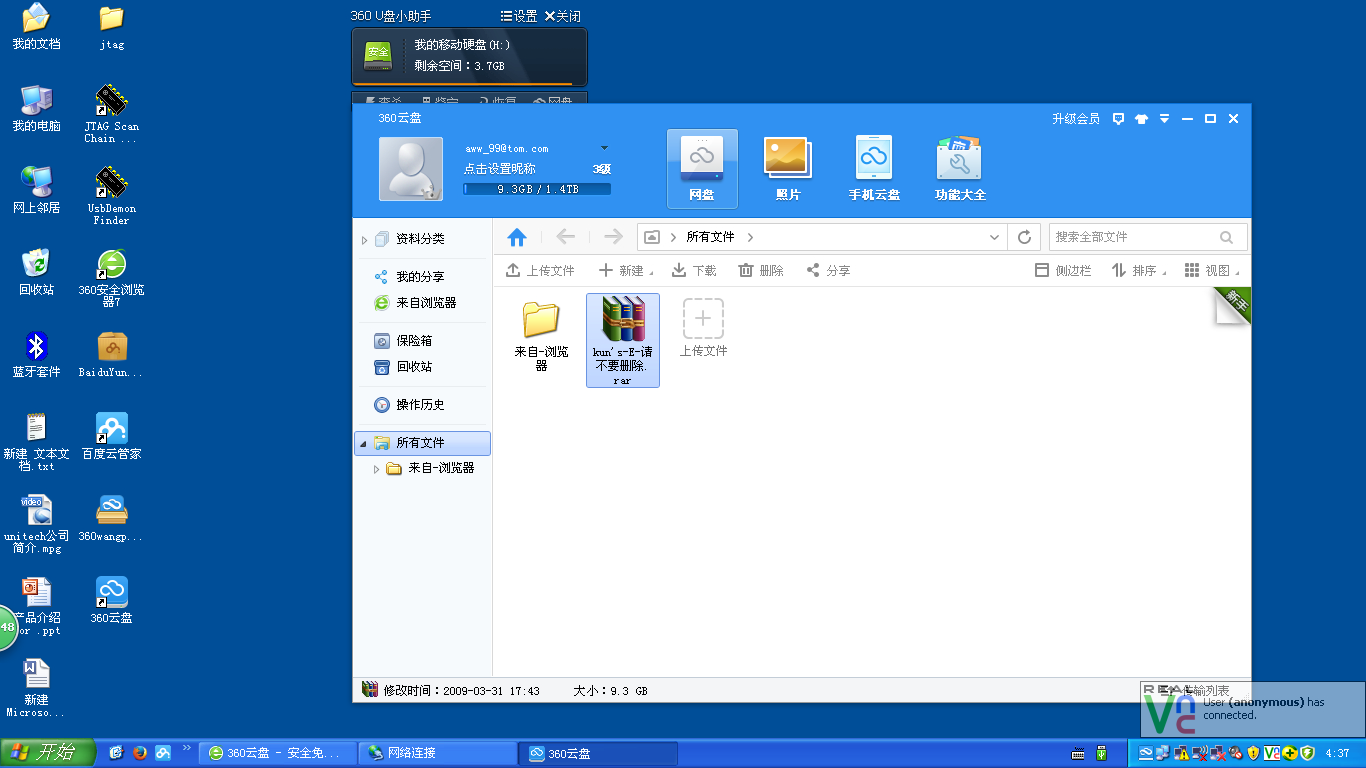 我的文档
jtag
我的电脑
JTAG Scan
Chain ...
网上邻居
UsbDemon
Finder
回收站
360安全浏览
器7
蓝牙套件
BaiduYun...
新建 文本文
档.txt
百度云管家
unitech公司
简介.mpg
360wangp...
产品介绍
or .ppt
48
360云盘
新建
Microso...
360 U盘小助手
设置
关闭
安全
我的移动硬盘(H:)
剩余空间：3.7GB
360云盘
升级会员
aww_99@tom.com
点击设置昵称
3级
9.3GB / 1.4TB
网盘
照片
手机云盘
功能大全
资料分类
我的分享
来自浏览器
保险箱
回收站
操作历史
所有文件
来自-浏览器
所有文件
搜索全部文件
上传文件
新建
下载
删除
分享
侧边栏
排序
视图
新手
来自-浏览
器
kun's-E-请
不要删除.
rar
上传文件
修改时间：2009-03-31 17:43
大小：9.3 GB
传输列表
User (anonymous) has
connected.
开始
360云盘 - 安全免...
网络连接
360云盘
4:37